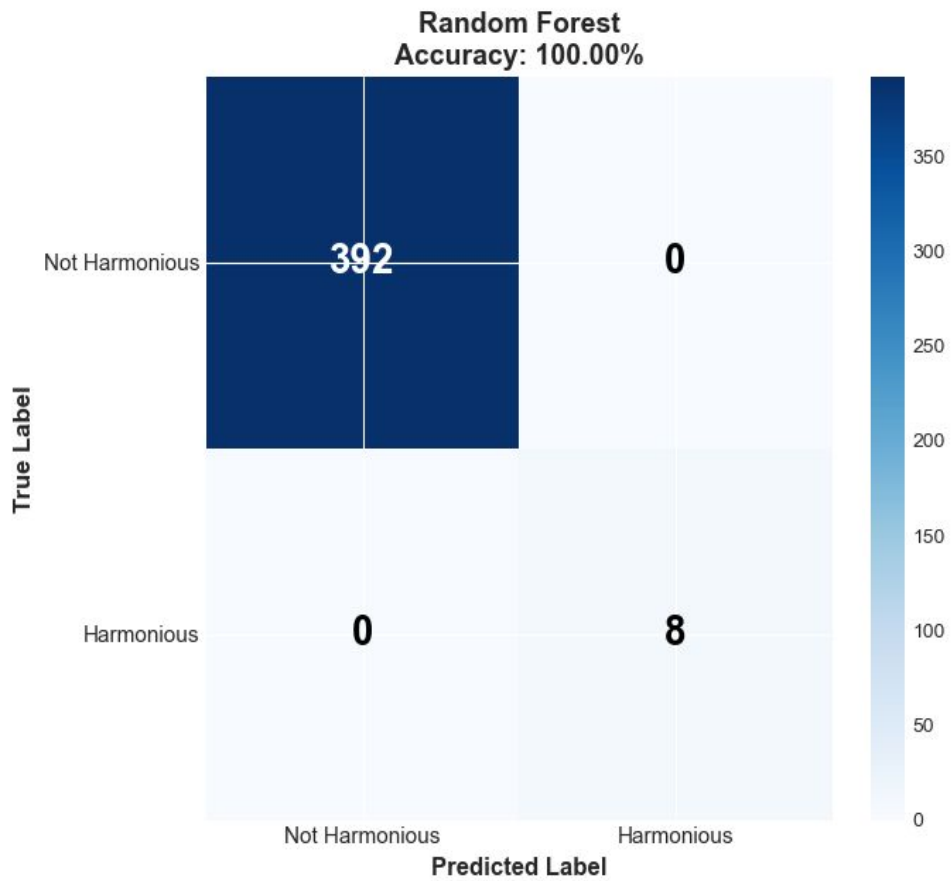 Random Forest
Accuracy: 100.00%
350
300
250
200
150
100
50
0
True Label
Not Harmonious
Harmonious
392
0
0
8
Not Harmonious
Harmonious
Predicted Label